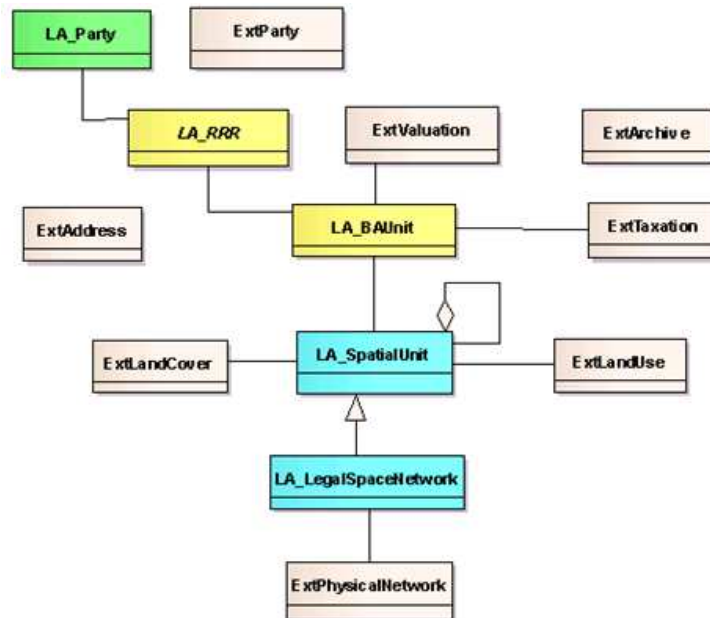 LA_Party
ExtParty
LA_RRR
ExtValuation
ExtArchive
ExtAddress
LA_BAUnit
ExtTaxation
ExtLandCover
LA_SpatialUnit
ExtLandUse
LA_LegalSpaceNetwork
ExtPhysicalNetwork